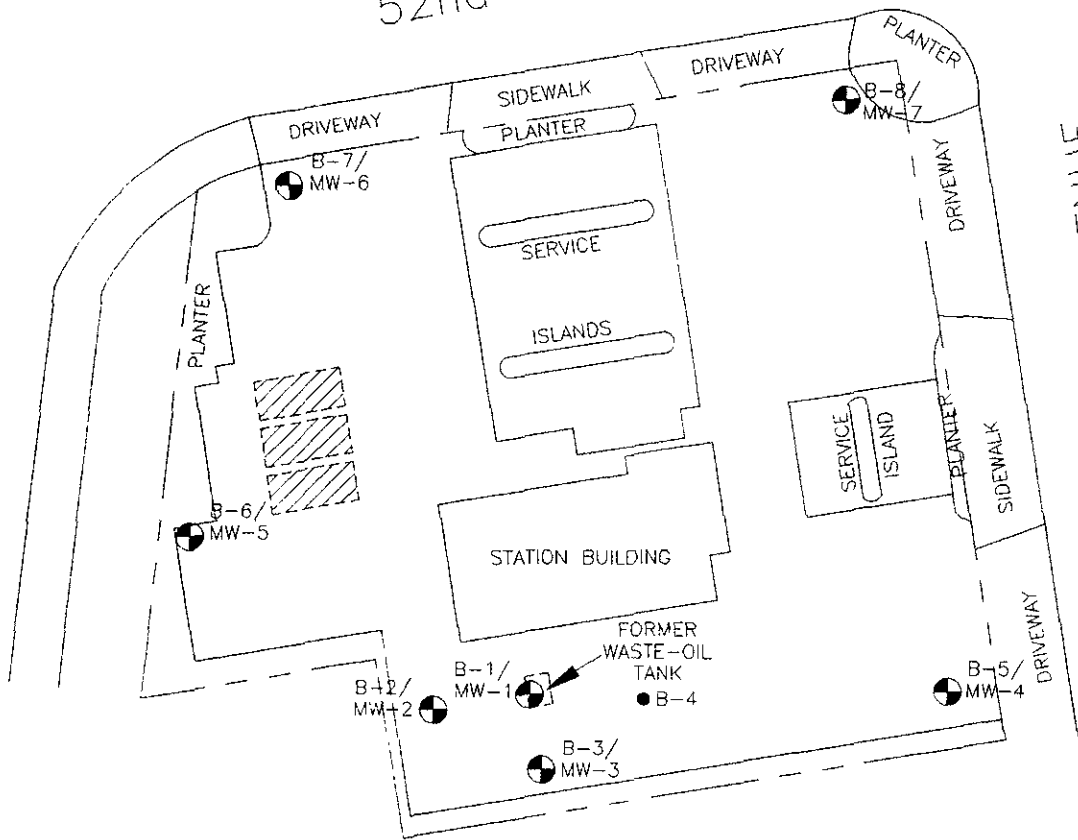 52nd
PLANTER
DRIVEWAY
SIDEWALK
DRIVEWAY
PLANTER
B-8/
MW-7
B-7/
MW-6
DRIVEWAY
SERVICE
PLANTER
ISLANDS
SERVICE
ISLAND
PLANTER
SIDEWALK
B-6/
MW-5
STATION BUILDING
FORMER
WASTE-OIL
TANK
DRIVEWAY
B-1/
MW-1
B-2/
MW-2
B-4
B-5/
MW-4
B-3/
MW-3